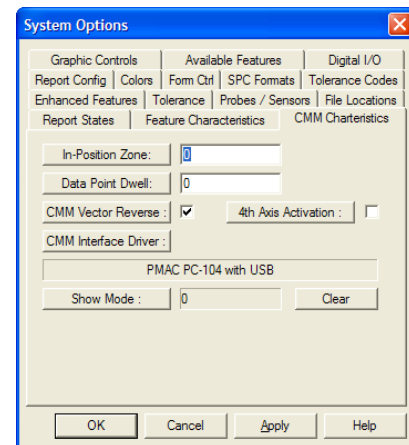 System Options
Graphic Controls Available Features Digital I/O
Report Config Colors Form Ctrl SPC Formats Tolerance Codes
Enhanced Features Tolerance Probes / Sensors File Locations
Report States Feature Characteristics CMM Charteristics
In-Position Zone: 0
Data Point Dwell: 0
CMM Vector Reverse : 4th Axis Activation :
CMM Interface Driver :
PMAC PC-104 with USB
Show Mode : 0 Clear
OK Cancel Apply Help